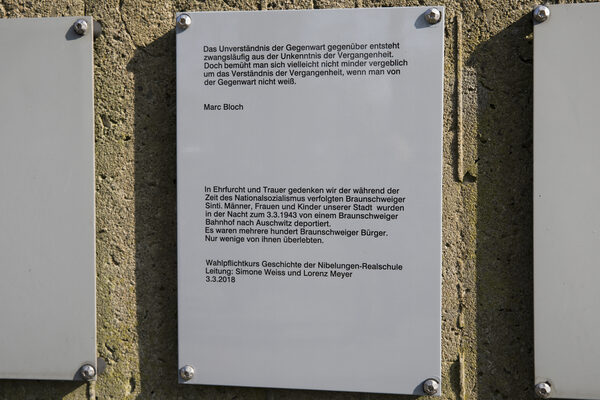 Das Unverständnis der Gegenwart gegenüber entsteht
zwangsläufig aus der Unkenntnis der Vergangenheit.
Doch bemüht man sich vielleicht nicht minder vergeblich
um das Verständnis der Vergangenheit, wenn man von
der Gegenwart nicht weiß.
Marc Bloch
In Ehrfurcht und Trauer gedenken wir der während der
Zeit des Nationalsozialismus verfolgten Braunschweiger
Sinti. Männer, Frauen und Kinder unserer Stadt wurden
in der Nacht zum 3.3.1943 von einem Braunschweiger
Bahnhof nach Auschwitz deportiert.
Es waren mehrere hundert Braunschweiger Bürger.
Nur wenige von ihnen überlebten.
Wahlpflichtkurs Geschichte der Nibelungen-Realschule
Leitung: Simone Weiss und Lorenz Meyer
3.3.2018